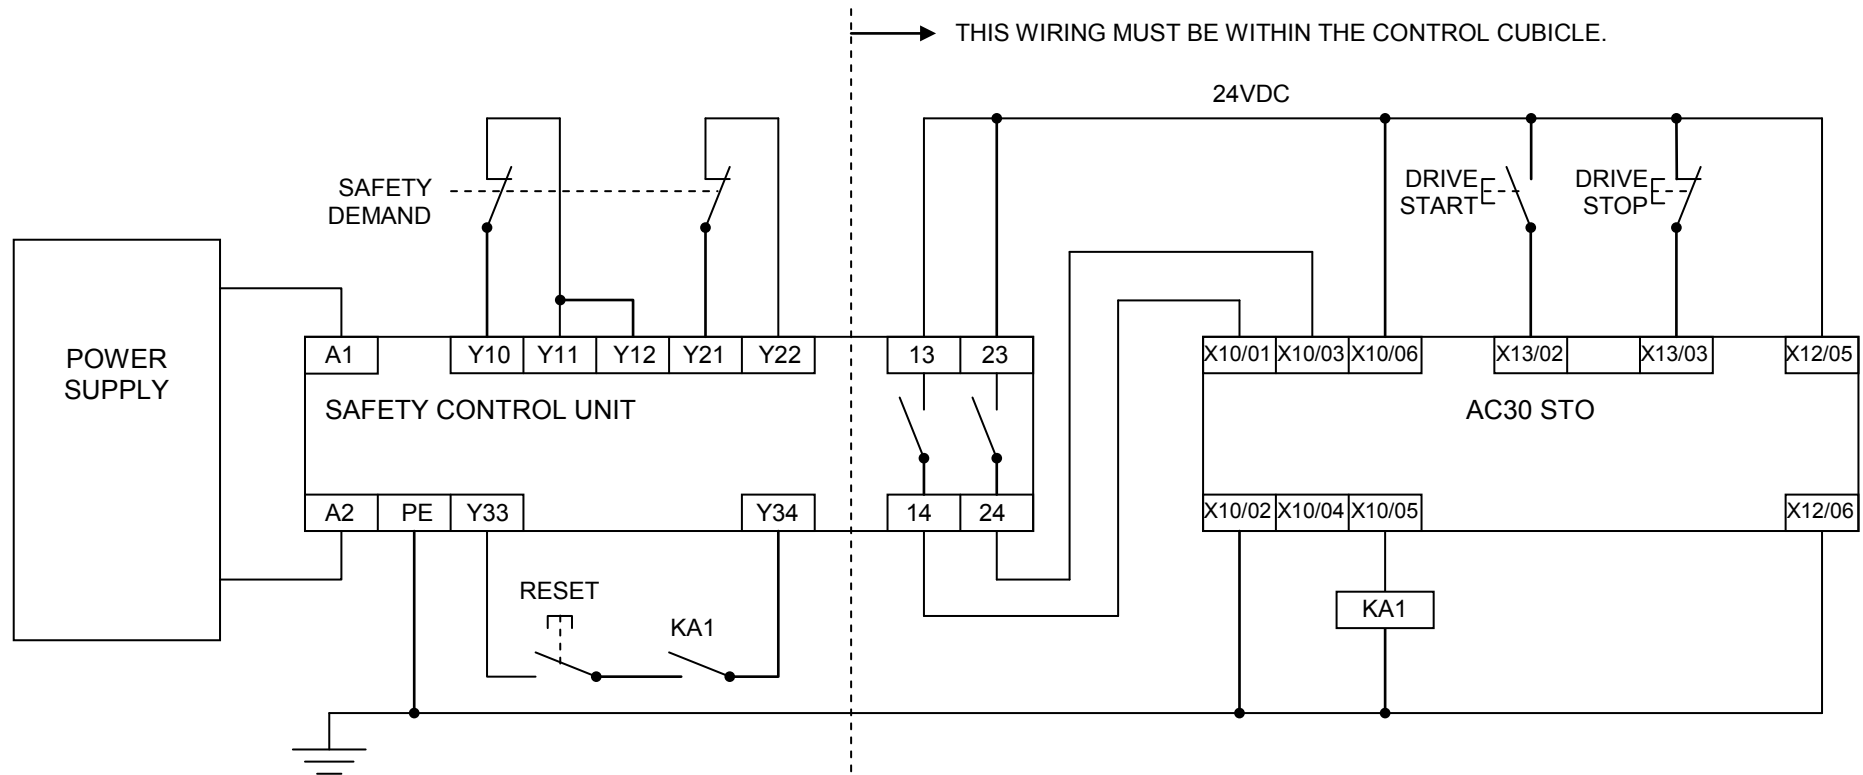 THIS WIRING MUST BE WITHIN THE CONTROL CUBICLE.
24VDC
SAFETY
DEMAND
DRIVE
START
DRIVE
STOP
POWER
SUPPLY
A1
Y10
Y11
Y12
Y21
Y22
13
23
SAFETY CONTROL UNIT
A2
PE
Y33
Y34
14
24
X10/01
X10/03
X10/06
X13/02
X13/03
X12/05
AC30 STO
X10/02
X10/04
X10/05
X12/06
RESET
KA1
KA1